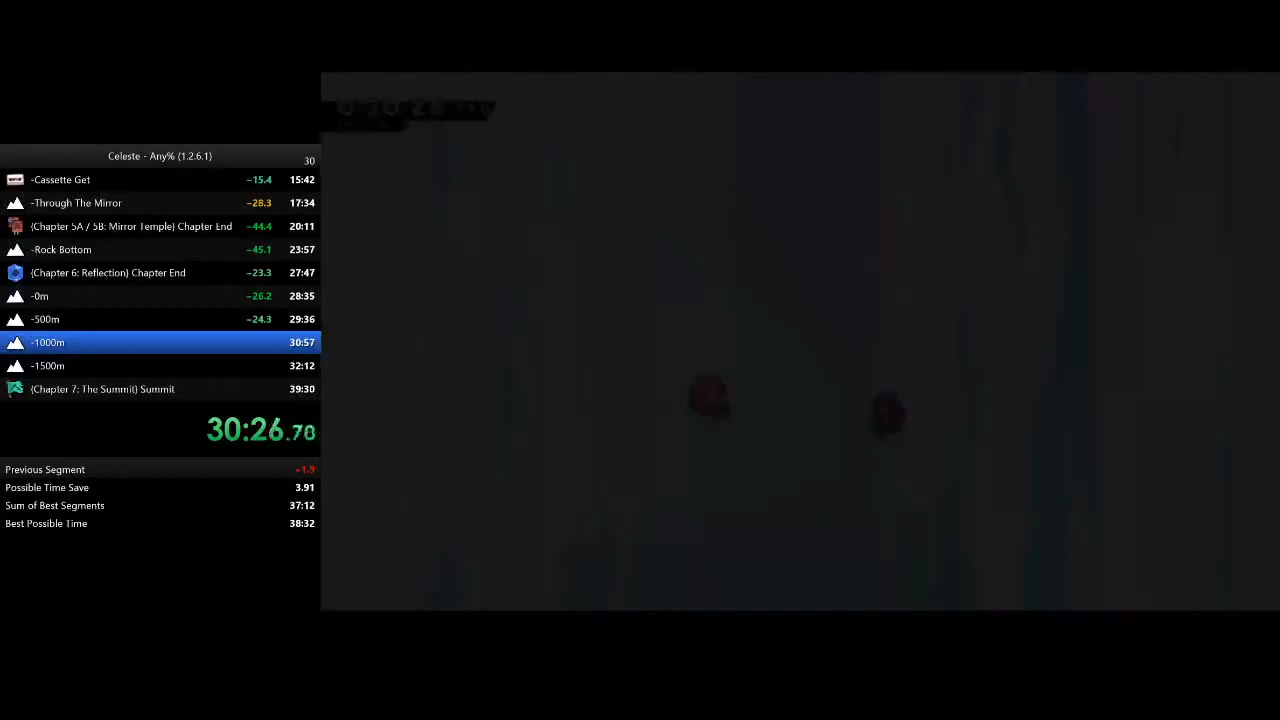 Celeste - Any% (1.2.6.1)
30
-Cassette Get −15.4 15:42
-Through The Mirror −28.3 17:34
{Chapter 5A / 5B: Mirror Temple} Chapter End −44.4 20:11
-Rock Bottom −45.1 23:57
{Chapter 6: Reflection} Chapter End −23.3 27:47
-0m −26.2 28:35
-500m −24.3 29:36
-1000m 30:57
-1500m 32:12
{Chapter 7: The Summit} Summit 39:30
30:26.78
Previous Segment +1.9
Possible Time Save 3.91
Sum of Best Segments 37:12
Best Possible Time 38:32